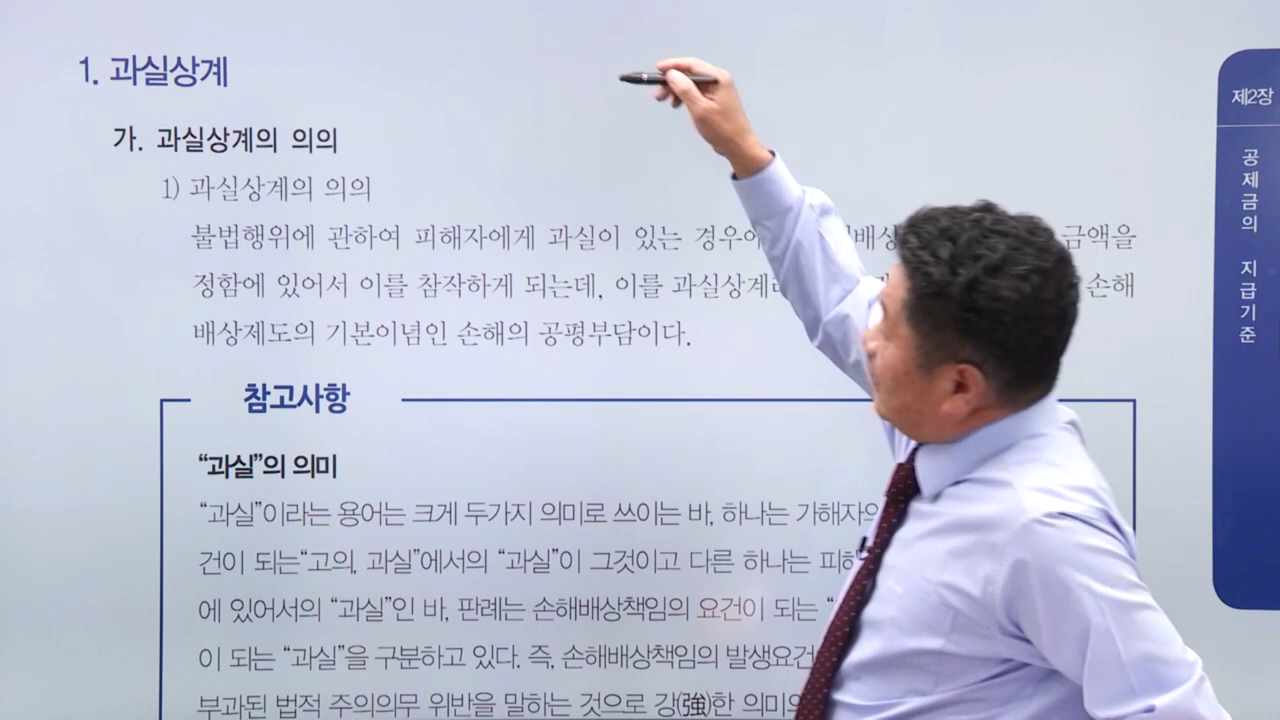 1. 과실상계
가. 과실상계의 의의
1) 과실상계의 의의
불법행위에 관하여 피해자에게 과실이 있는 경우에 금액을
정함에 있어서 이를 참작하게 되는데, 이를 과실상계 손해
배상제도의 기본이념인 손해의 공평부담이다.
참고사항
“과실”의 의미
“과실”이라는 용어는 크게 두가지 의미로 쓰이는 바, 하나는 가해자의
건이 되는“고의, 과실”에서의 “과실”이 그것이고 다른 하나는
에 있어서의 “과실”인 바, 판례는 손해배상책임의 요건이 되는 “
이 되는 “과실”을 구분하고 있다. 즉, 손해배상책임의 발생요건
부과된 법적 주의의무 위반을 말하는 것으로 강(強)한 의미의
제2장
공제금의 지급기준